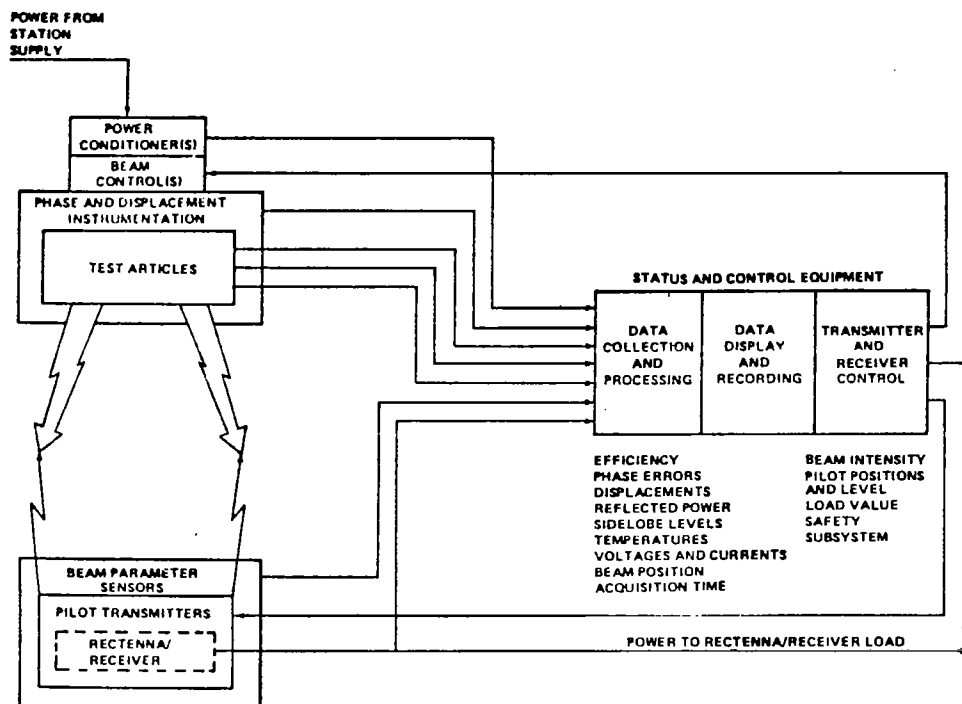 POWER FROM
STATION
SUPPLY
POWER
CONDITIONER(S)
BEAM
CONTROL(S)
PHASE AND DISPLACEMENT
INSTRUMENTATION
TEST ARTICLES
STATUS AND CONTROL EQUIPMENT
DATA
COLLECTION
AND
PROCESSING
DATA
DISPLAY
AND
RECORDING
TRANSMITTER
AND
RECEIVER
CONTROL
EFFICIENCY
PHASE ERRORS
DISPLACEMENTS
REFLECTED POWER
SIDELOBE LEVELS
TEMPERATURES
VOLTAGES AND CURRENTS
BEAM POSITION
ACQUISITION TIME
BEAM INTENSITY
PILOT POSITIONS
AND LEVEL
LOAD VALUE
SAFETY
SUBSYSTEM
BEAM PARAMETER
SENSORS
PILOT TRANSMITTERS
RECTENNA/
RECEIVER
POWER TO RECTENNA/RECEIVER LOAD